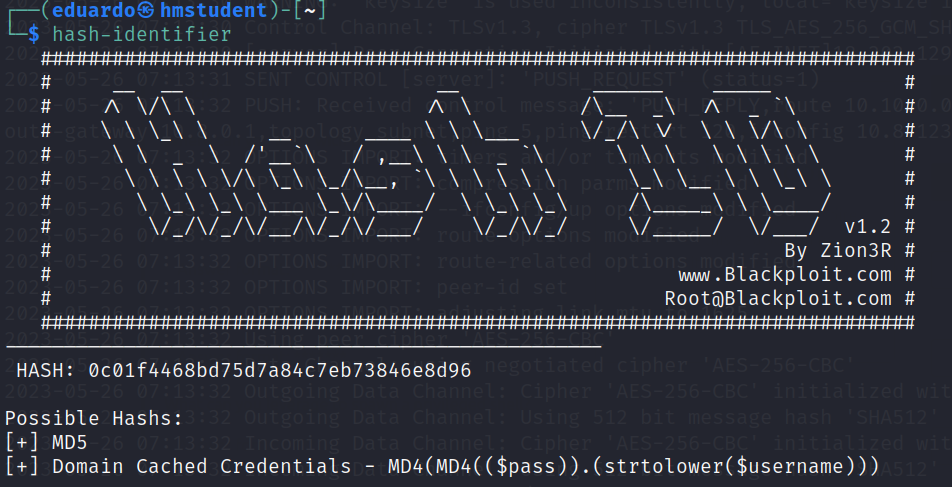 ┌──(eduardo㉿hmstudent)-[~]
└─$ hash-identifier
#########################################################################
v1.2 #
By Zion3R #
www.Blackploit.com #
Root@Blackploit.com #
#########################################################################
--------------------------------------------------
HASH: 0c01f4468bd75d7a84c7eb73846e8d96
Possible Hashs:
[+] MD5
[+] Domain Cached Credentials - MD4(MD4(($pass)).(strtolower($username)))